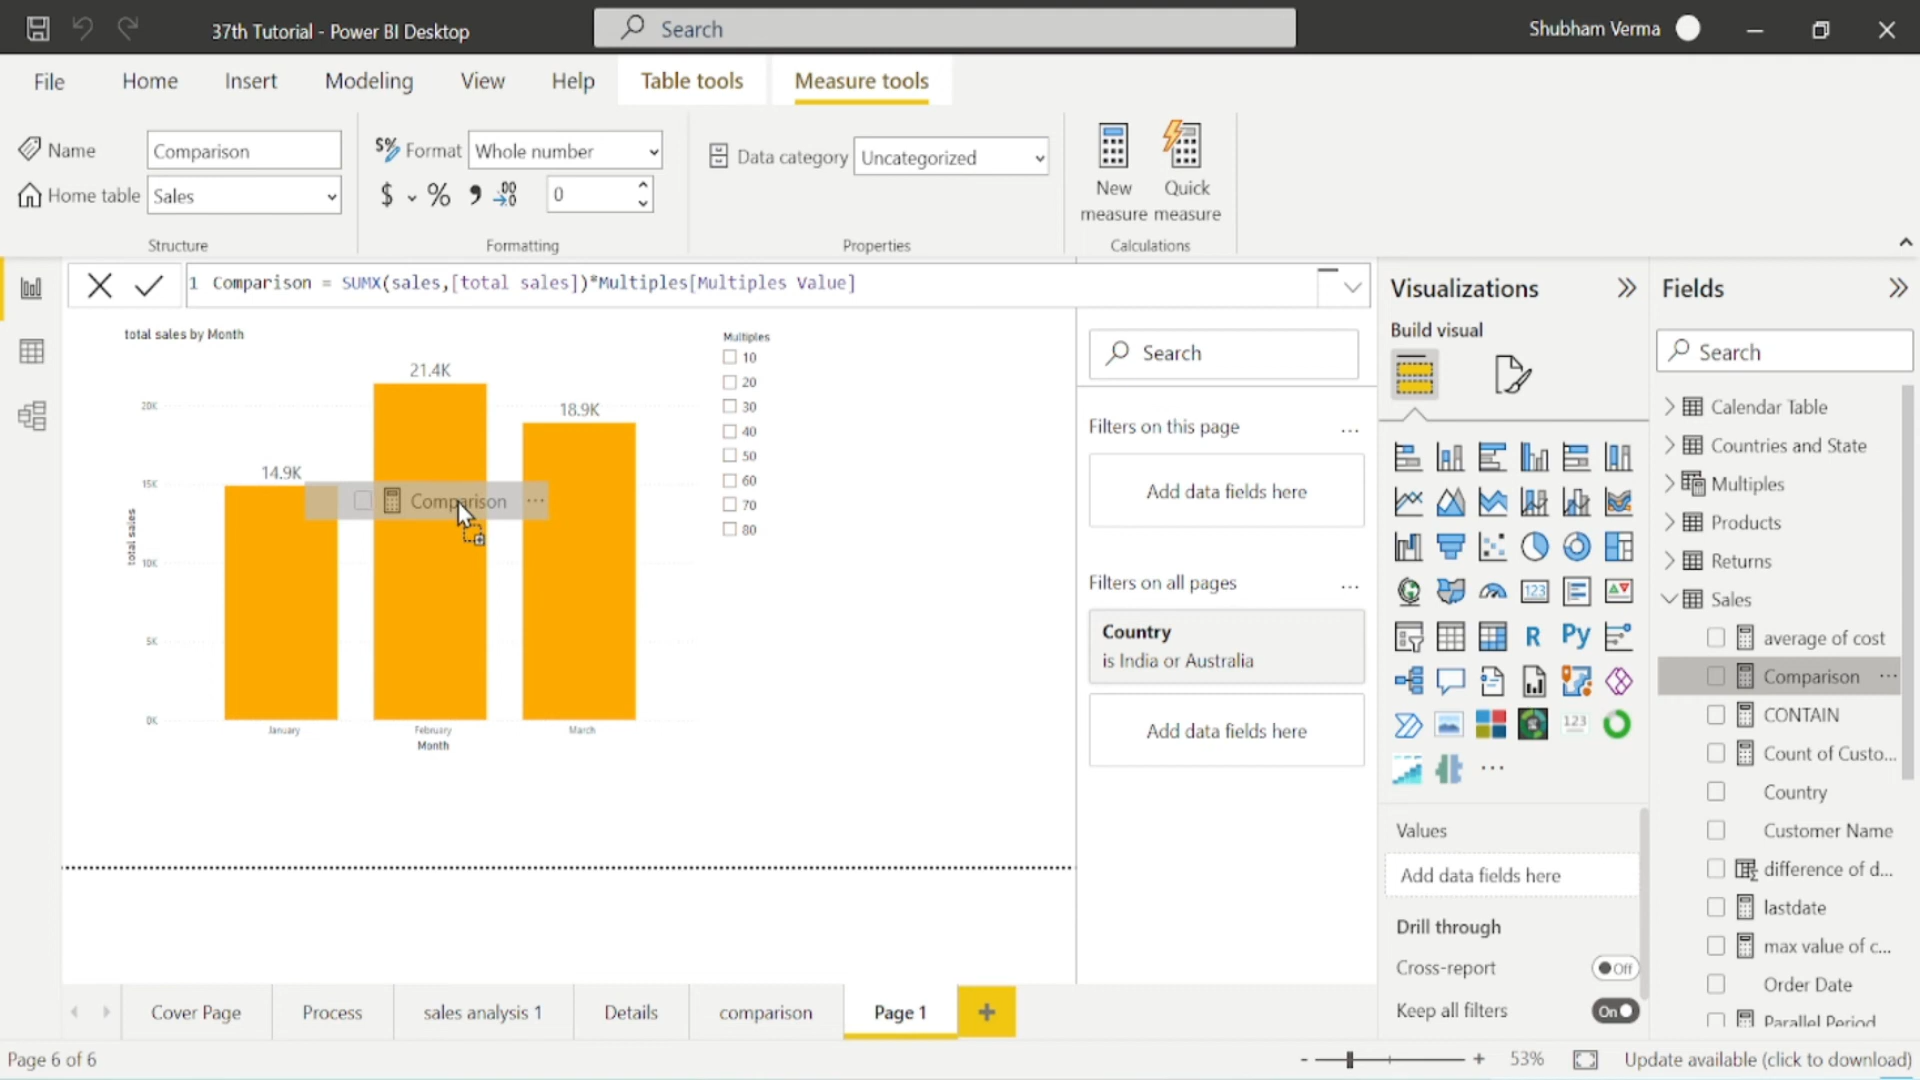 37th Tutorial - Power BI Desktop
Search
Shubham Verma
File Home Insert Modeling View Help Table tools Measure tools
Name Comparison
Home table Sales
Structure
$% Format Whole number
$ % 9 .00 0
Formatting
Data category Uncategorized
Properties
New measure
Quick measure
Calculations
1 Comparison = SUMX(sales,[total sales])*Multiples[Multiples Value]
total sales by Month
21.4K
18.9K
14.9K
20K
15K
10K
5K
0K
total sales
Comparison ...
January February March
Month
Multiples
10
20
30
40
50
60
70
80
Search
Filters on this page ...
Add data fields here
Filters on all pages ...
Country
is India or Australia
Add data fields here
Visualizations
Build visual
123
R
Py
123
...
Values
Add data fields here
Drill through
Cross-report Off
Keep all filters On
Fields
Search
Calendar Table
Countries and State
Multiples
Products
Returns
Sales
average of cost
Comparison ...
CONTAIN
Count of Custo...
Country
Customer Name
difference of d...
lastdate
max value of c...
Order Date
Parallel Period
Cover Page Process sales analysis 1 Details comparison Page 1 +
Page 6 of 6
- + 53%
Update available (click to download)